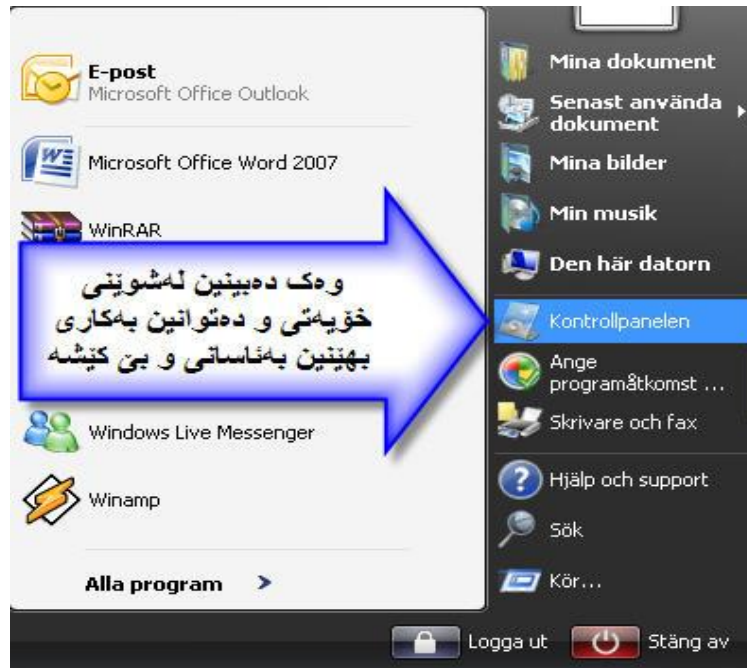 E-post
Microsoft Office Outlook
Microsoft Office Word 2007
WinRAR
وەک دەبینین لەشوێنی
خۆیەتی و دەتوانین بەکاری
بهێنین بەئاسانی و بێ کێشە
Windows Live Messenger
Winamp
Alla program
Mina dokument
Senast använda
dokument
Mina bilder
Min musik
Den här datorn
Kontrollpanelen
Ange
programåtkomst ...
Skrivare och fax
Hjälp och support
Sök
Kör...
Logga ut
Stäng av